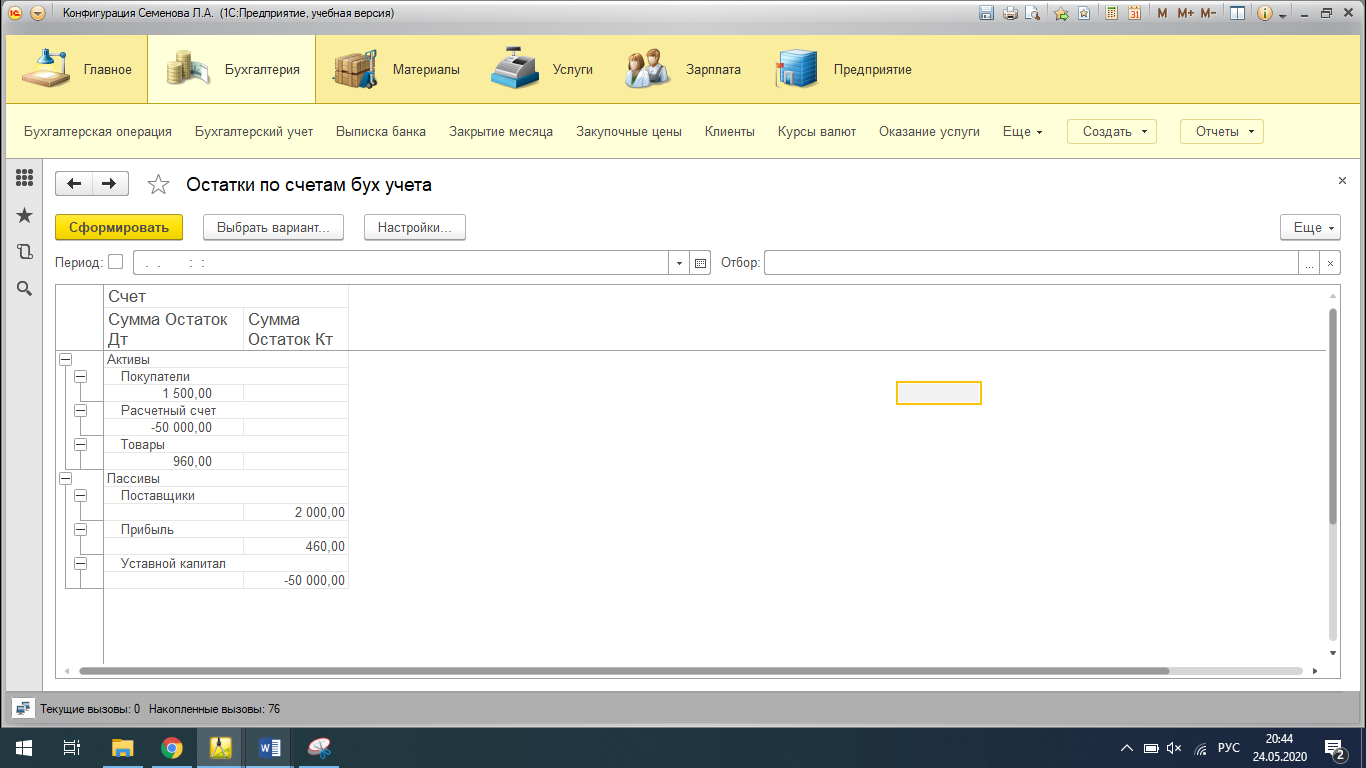 Конфигурация Семенова Л.А. (1С:Предприятие, учебная версия)
M M+ M-
Главное Бухгалтерия Материалы Услуги Зарплата Предприятие
Бухгалтерская операция Бухгалтерский учет Выписка банка Закрытие месяца Закупочные цены Клиенты Курсы валют Оказание услуги Еще Создать Отчеты
Остатки по счетам бух учета
Сформировать Выбрать вариант... Настройки... Еще
Период: . . : : Отбор: ...
Счет
Сумма Остаток Дт Сумма Остаток Кт
Активы
Покупатели
1 500,00
Расчетный счет
-50 000,00
Товары
960,00
Пассивы
Поставщики
2 000,00
Прибыль
460,00
Уставной капитал
-50 000,00
Текущие вызовы: 0 Накопленные вызовы: 76
РУС 20:44
24.05.2020 2